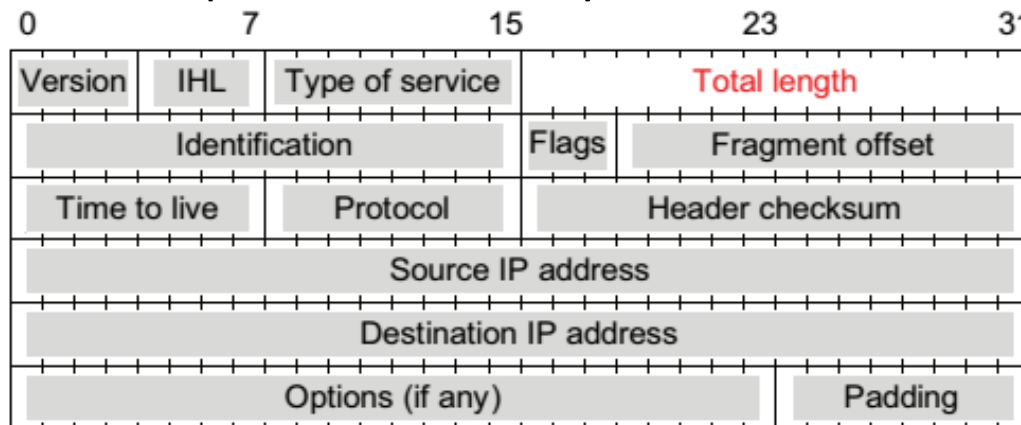 0 7 15 23 31
Version IHL Type of service Total length
Identification Flags Fragment offset
Time to live Protocol Header checksum
Source IP address
Destination IP address
Options (if any) Padding